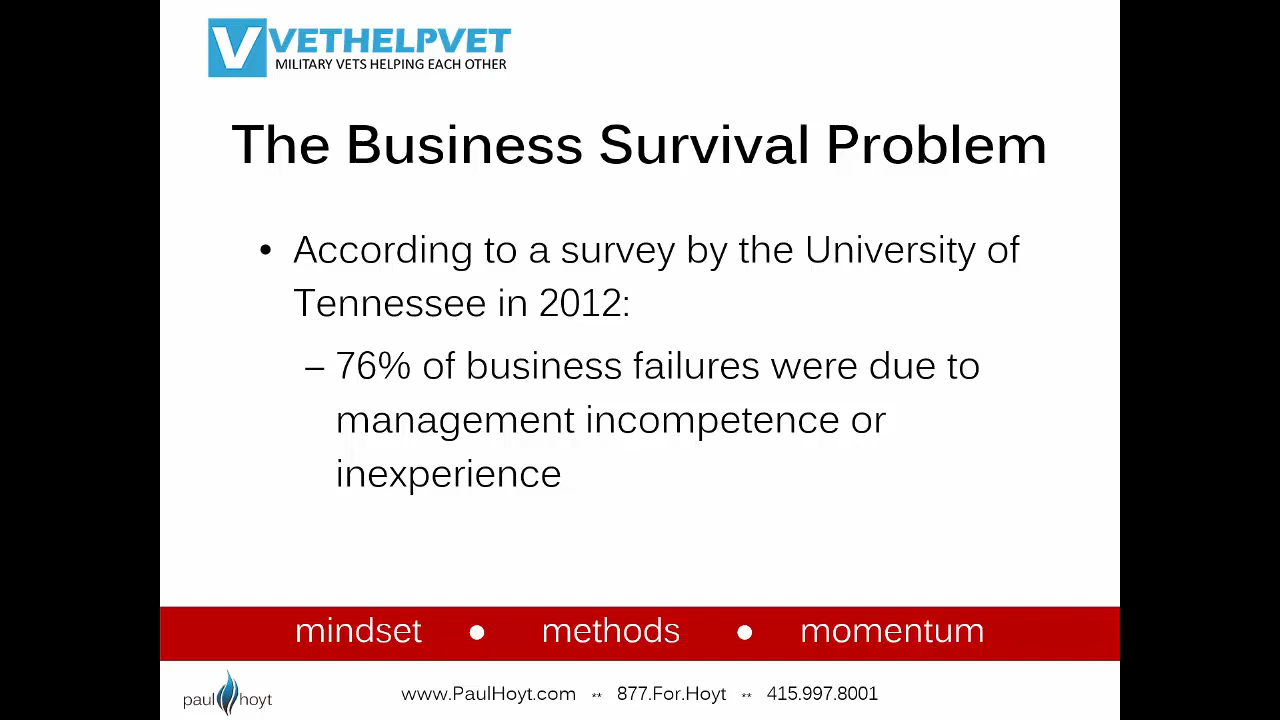 V VETHELPVET
MILITARY VETS HELPING EACH OTHER
The Business Survival Problem
• According to a survey by the University of
Tennessee in 2012:
– 76% of business failures were due to
management incompetence or
inexperience
mindset ● methods ● momentum
paul hoyt www.PaulHoyt.com ** 877.For.Hoyt ** 415.997.8001